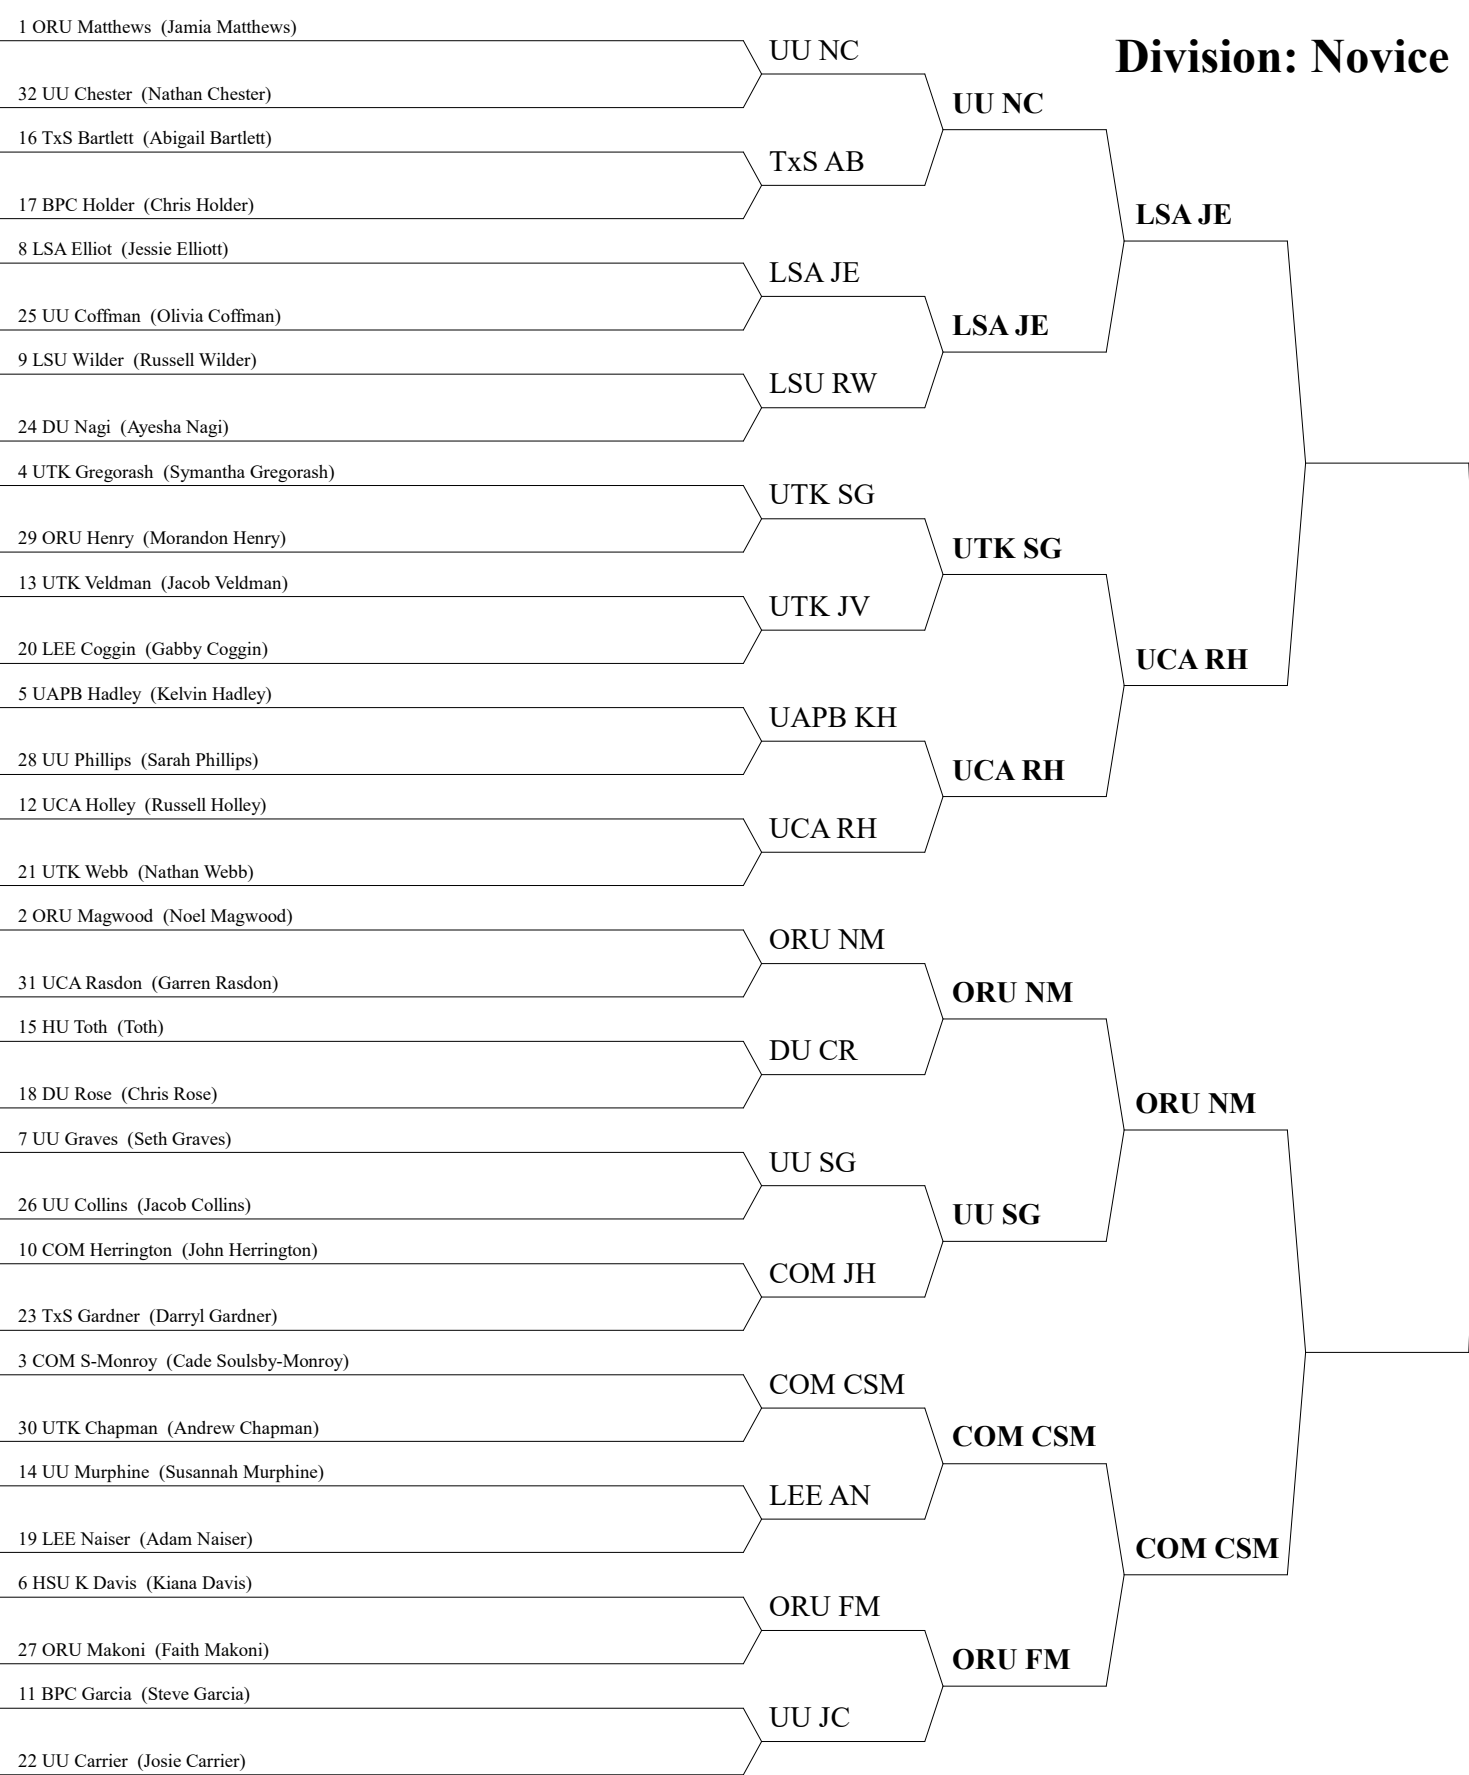 Division: Novice
1 ORU Matthews (Jamia Matthews)
32 UU Chester (Nathan Chester)
16 TxS Bartlett (Abigail Bartlett)
17 BPC Holder (Chris Holder)
8 LSA Elliot (Jessie Elliott)
25 UU Coffman (Olivia Coffman)
9 LSU Wilder (Russell Wilder)
24 DU Nagi (Ayesha Nagi)
4 UTK Gregorash (Symantha Gregorash)
29 ORU Henry (Morandon Henry)
13 UTK Veldman (Jacob Veldman)
20 LEE Coggin (Gabby Coggin)
5 UAPB Hadley (Kelvin Hadley)
28 UU Phillips (Sarah Phillips)
12 UCA Holley (Russell Holley)
21 UTK Webb (Nathan Webb)
2 ORU Magwood (Noel Magwood)
31 UCA Rasdon (Garren Rasdon)
15 HU Toth (Toth)
18 DU Rose (Chris Rose)
7 UU Graves (Seth Graves)
26 UU Collins (Jacob Collins)
10 COM Herrington (John Herrington)
23 TxS Gardner (Darryl Gardner)
3 COM S-Monroy (Cade Soulsby-Monroy)
30 UTK Chapman (Andrew Chapman)
14 UU Murphine (Susannah Murphine)
19 LEE Naiser (Adam Naiser)
6 HSU K Davis (Kiana Davis)
27 ORU Makoni (Faith Makoni)
11 BPC Garcia (Steve Garcia)
22 UU Carrier (Josie Carrier)
UU NC
TxS AB
LSA JE
LSU RW
UTK SG
UTK JV
UAPB KH
UCA RH
ORU NM
DU CR
UU SG
COM JH
COM CSM
LEE AN
ORU FM
UU JC
UU NC
LSA JE
UTK SG
UCA RH
ORU NM
UU SG
COM CSM
ORU FM
LSA JE
UCA RH
ORU NM
COM CSM